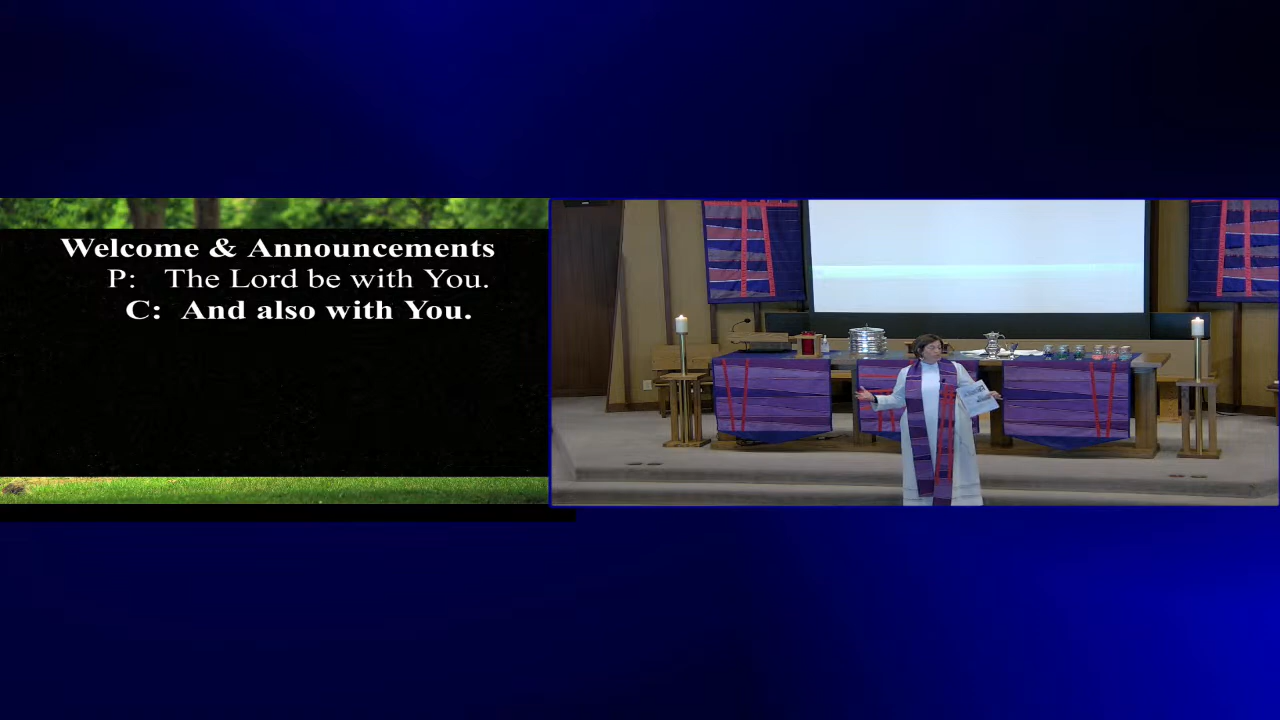 Welcome & Announcements
P: The Lord be with You.
C: And also with You.